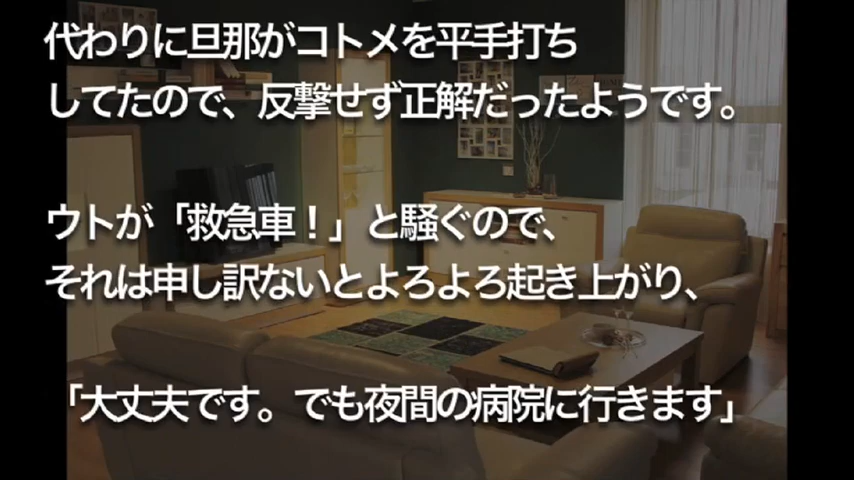 代わりに旦那がコトメを平手打ち
してたので、反撃せず正解だったようです。
ウトが「救急車！」と騒ぐので、
それは申し訳ないとよろよろ起き上がり、
「大丈夫です。でも夜間の病院に行きます」